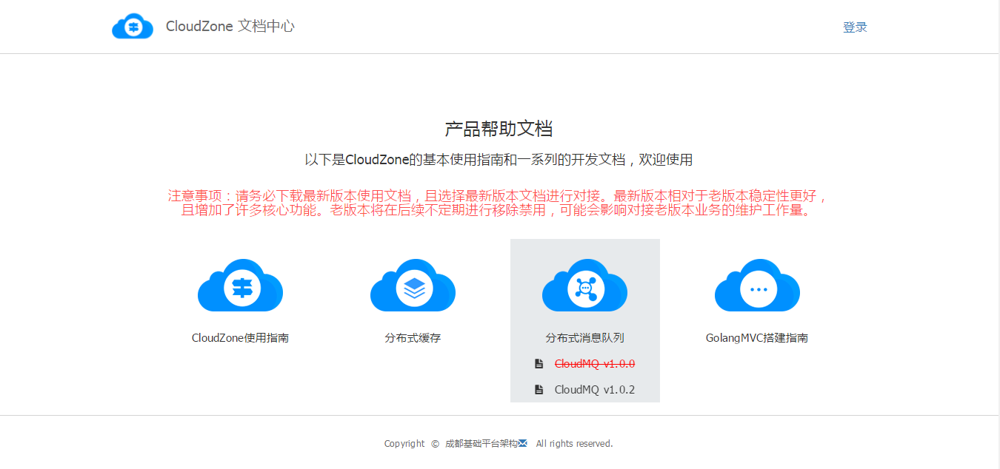 CloudZone 文档中心
登录
产品帮助文档
以下是CloudZone的基本使用指南和一系列的开发文档，欢迎使用
注意事项：请务必下载最新版本使用文档，且选择最新版本文档进行对接。最新版本相对于老版本稳定性更好，
且增加了许多核心功能。老版本将在后续不定期进行移除禁用，可能会影响对接老版本业务的维护工作量。
CloudZone使用指南
分布式缓存
分布式消息队列
CloudMQ v1.0.0
CloudMQ v1.0.2
GolangMVC搭建指南
Copyright © 成都基础平台架构 All rights reserved.